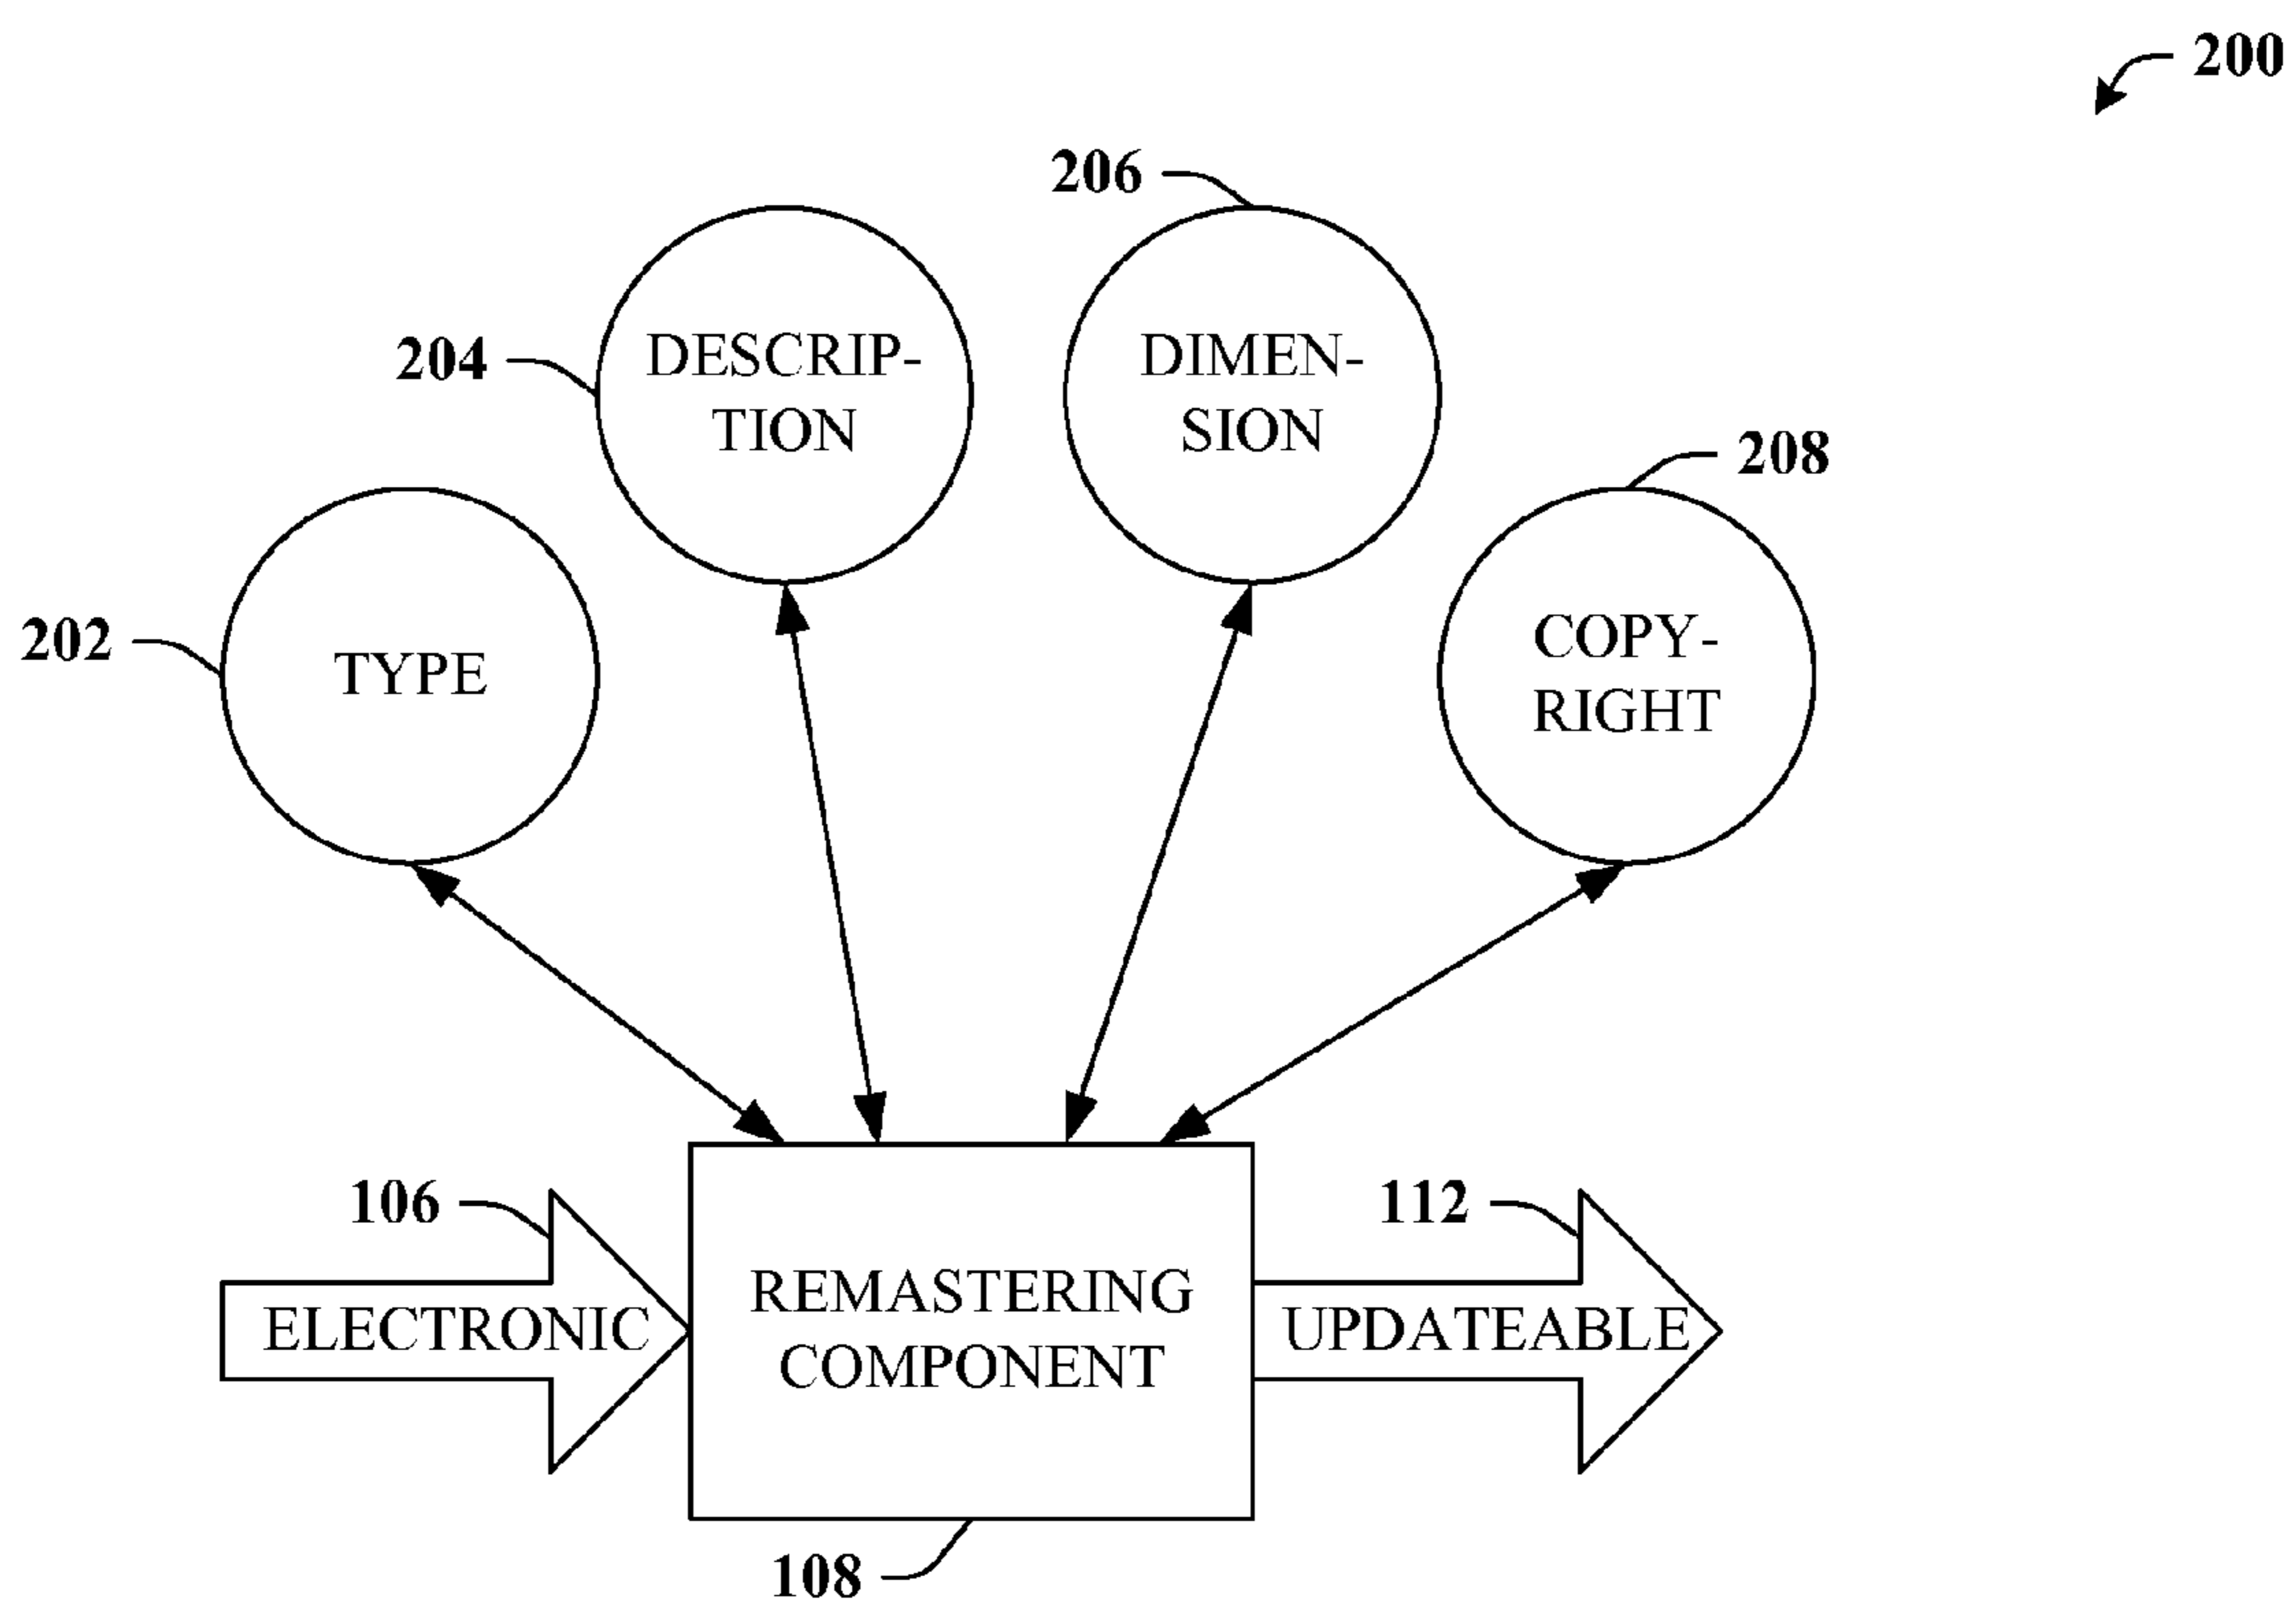 200
206
204
DESCRIP-
TION
DIMEN-
SION
208
202
TYPE
COPY-
RIGHT
106
ELECTRONIC
REMASTERING
COMPONENT
112
UPDATEABLE
108